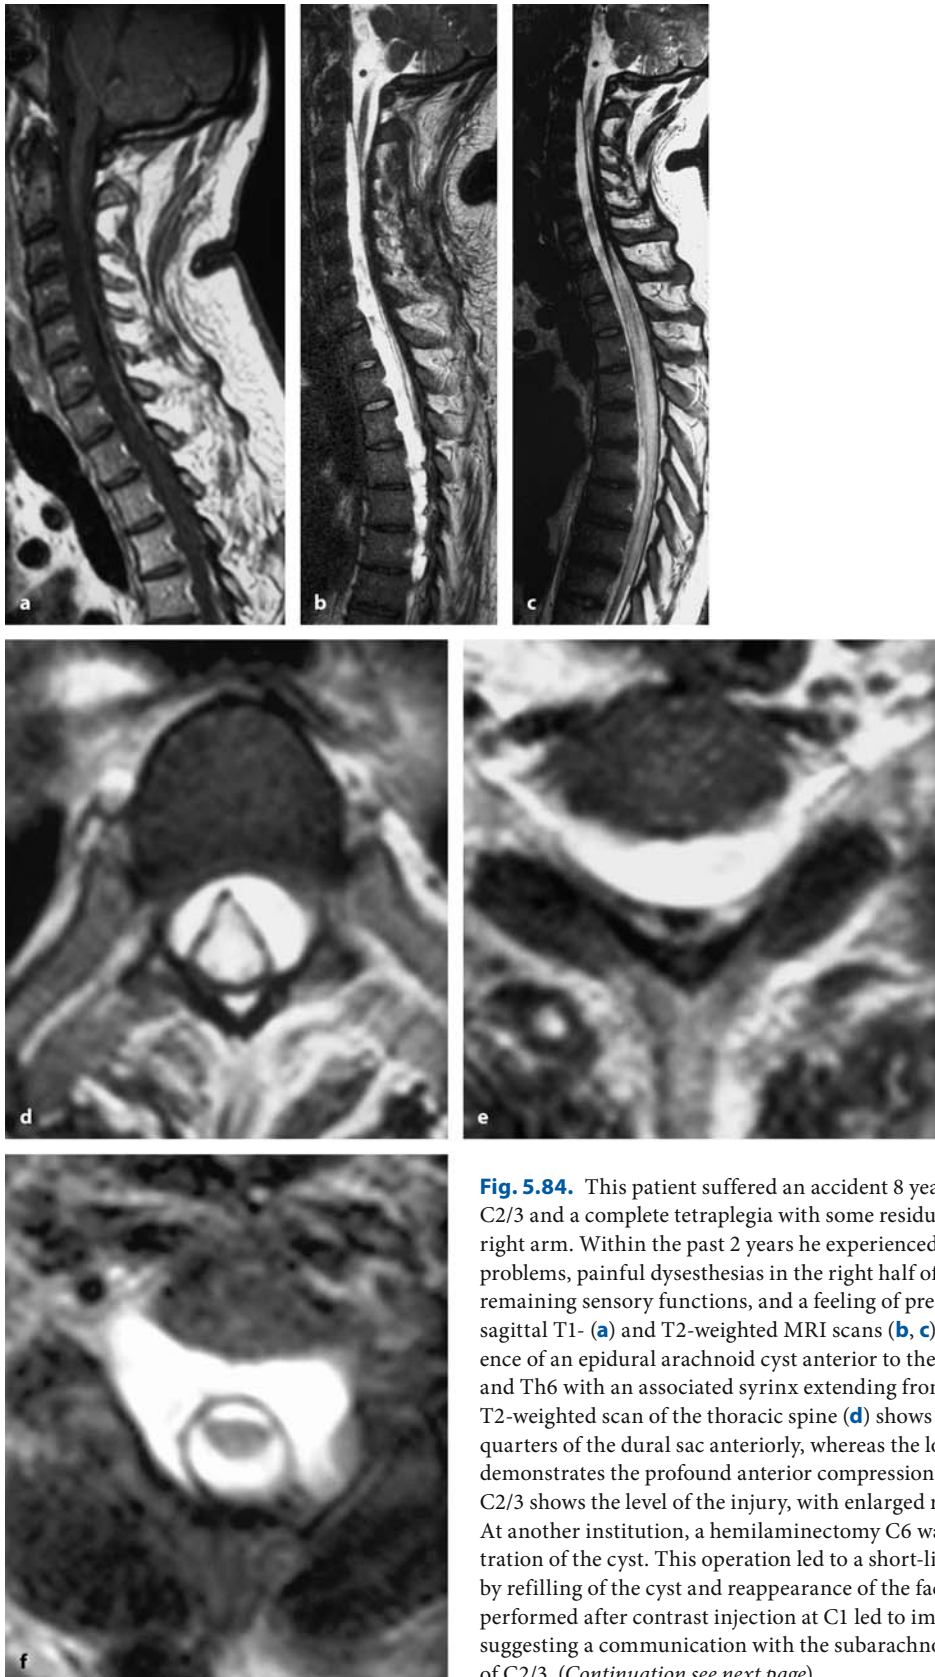 a
b
c
d
e
f
Fig. 5.84. This patient suffered an accident 8 yea
C2/3 and a complete tetraplegia with some residu
right arm. Within the past 2 years he experienced
problems, painful dysesthesias in the right half of
remaining sensory functions, and a feeling of pre
sagittal T1- (a) and T2-weighted MRI scans (b, c)
ence of an epidural arachnoid cyst anterior to the
and Th6 with an associated syrinx extending from
T2-weighted scan of the thoracic spine (d) shows
quarters of the dural sac anteriorly, whereas the lo
demonstrates the profound anterior compression
C2/3 shows the level of the injury, with enlarged r
At another institution, a hemilaminectomy C6 wa
tration of the cyst. This operation led to a short-li
by refilling of the cyst and reappearance of the fac
performed after contrast injection at C1 led to im
suggesting a communication with the subarachno
of C2/3. (Continuation see next page)